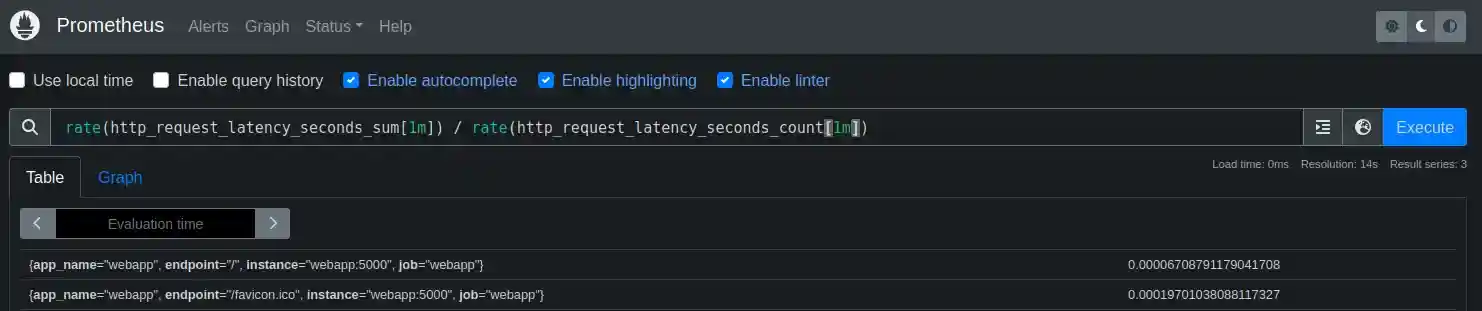 Prometheus Alerts Graph Status Help
Use local time Enable query history Enable autocomplete Enable highlighting Enable linter
rate(http_request_latency_seconds_sum[1m]) / rate(http_request_latency_seconds_count[1m]) Execute
Load time: 0ms Resolution: 14s Result series: 3
Table Graph
Evaluation time
{app_name="webapp", endpoint="/", instance="webapp:5000", job="webapp"} 0.00006708791179041708
{app_name="webapp", endpoint="/favicon.ico", instance="webapp:5000", job="webapp"} 0.00019701038088117327